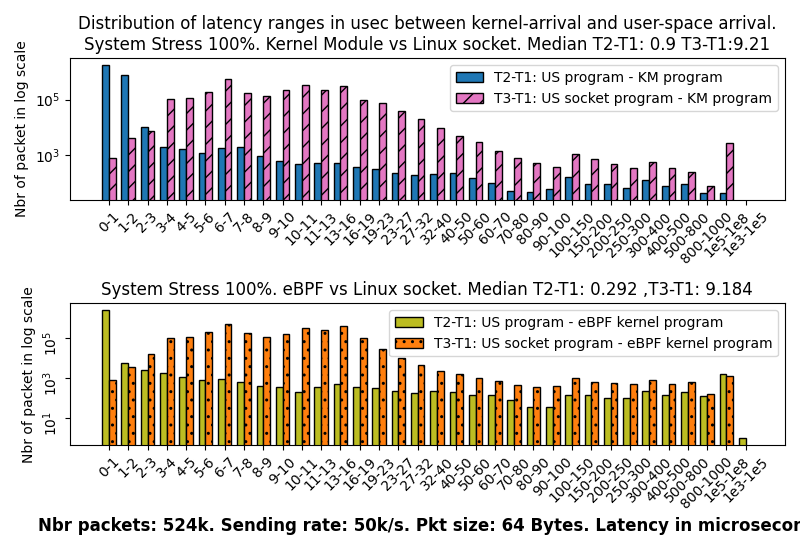 Distribution of latency ranges in usec between kernel-arrival and user-space arrival.
System Stress 100%. Kernel Module vs Linux socket. Median T2-T1: 0.9 T3-T1:9.21
Nbr of packet in log scale
10^5
10^3
T2-T1: US program - KM program
T3-T1: US socket program - KM program
0-1 1-2 2-3 3-4 4-5 5-6 6-7 7-8 8-9 9-10 10-11 11-13 13-16 16-19 19-23 23-27 27-32 32-40 40-50 50-60 60-70 70-80 80-90 90-100 100-150 150-200 200-250 250-300 300-400 400-500 500-800 800-1000 1e5-1e8 1e3-1e5
System Stress 100%. eBPF vs Linux socket. Median T2-T1: 0.292 ,T3-T1: 9.184
Nbr of packet in log scale
10^5
10^3
10^1
T2-T1: US program - eBPF kernel program
T3-T1: US socket program - eBPF kernel program
0-1 1-2 2-3 3-4 4-5 5-6 6-7 7-8 8-9 9-10 10-11 11-13 13-16 16-19 19-23 23-27 27-32 32-40 40-50 50-60 60-70 70-80 80-90 90-100 100-150 150-200 200-250 250-300 300-400 400-500 500-800 800-1000 1e5-1e8 1e3-1e5
Nbr packets: 524k. Sending rate: 50k/s. Pkt size: 64 Bytes. Latency in microsecon